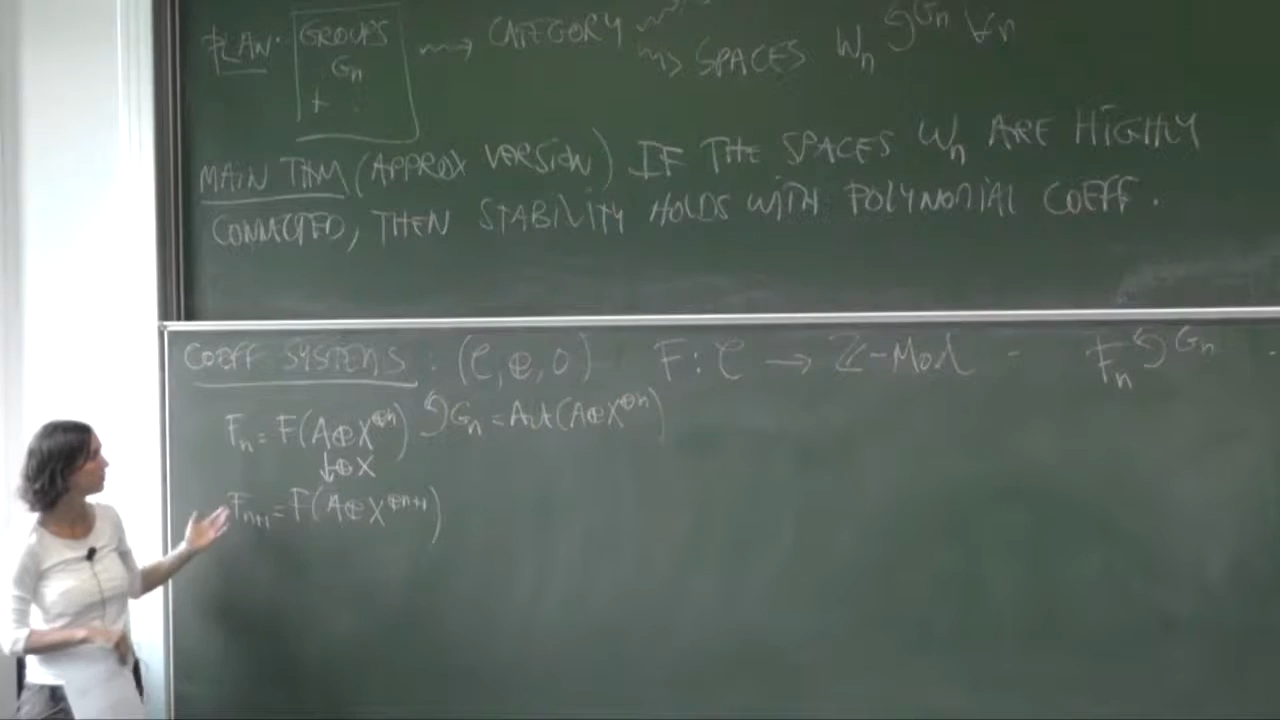 PLAN: GROUPS Gₙ + ⇝ CATEGORY ⇝ ⇝ SPACES Wₙ ↺ Gₙ ∀n
MAIN THM (APPROX VERSION) IF THE SPACES Wₙ ARE HIGHLY
CONNECTED, THEN STABILITY HOLDS WITH POLYNOMIAL COEFF.
COEFF SYSTEMS: (C, ⊕, 0) F: C → Z-Mod - Fₙ ↺ Gₙ -
Fₙ = F(A⊕X^⊕n) ↺ Gₙ = Aut(A⊕X^⊕n)
↓⊕X
Fₙ₊₁ = F(A⊕X^⊕n+1)